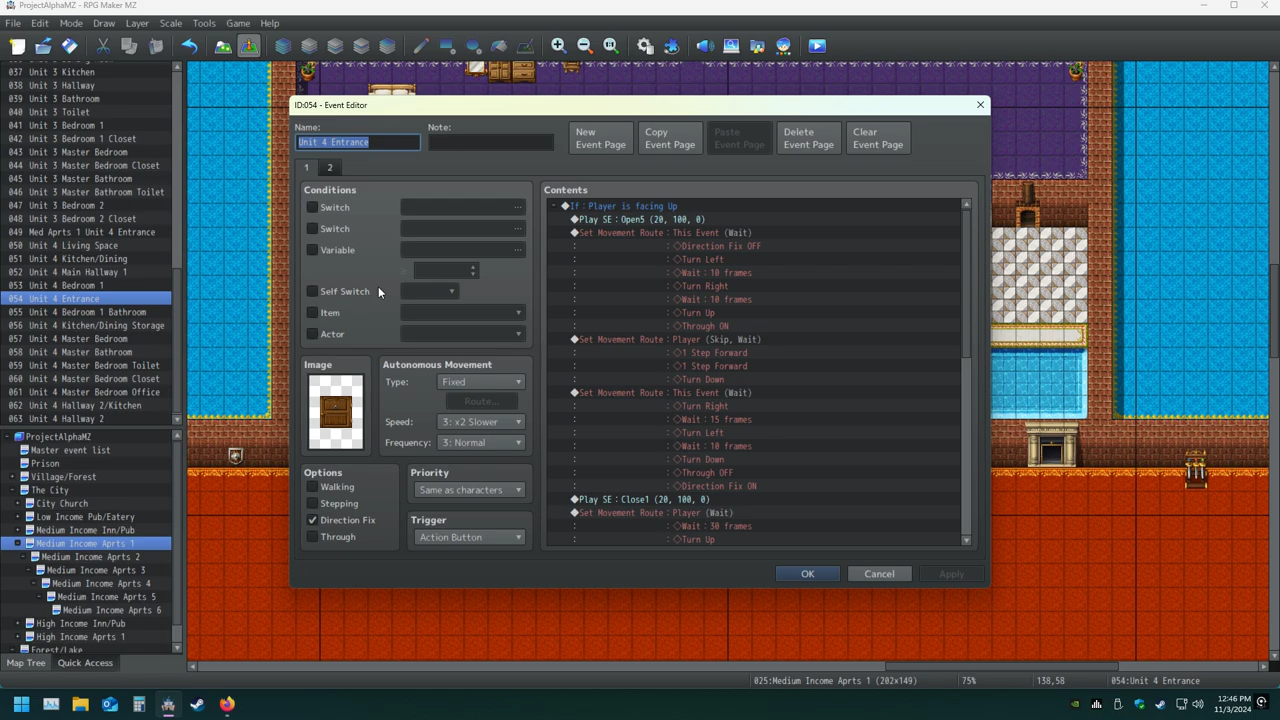 ProjectAlphaMZ - RPG Maker MZ
File Edit Mode Draw Layer Scale Tools Game Help
037 Unit 3 Kitchen
038 Unit 3 Hallway
039 Unit 3 Bathroom
040 Unit 3 Toilet
041 Unit 3 Bedroom 1
042 Unit 3 Bedroom 1 Closet
043 Unit 3 Master Bedroom
044 Unit 3 Master Bedroom Closet
045 Unit 3 Master Bathroom
046 Unit 3 Master Bathroom Toilet
047 Unit 3 Bedroom 2
048 Unit 3 Bedroom 2 Closet
049 Med Aprts 1 Unit 4 Entrance
050 Unit 4 Living Space
051 Unit 4 Kitchen/Dining
052 Unit 4 Main Hallway 1
053 Unit 4 Bedroom 1
054 Unit 4 Entrance
055 Unit 4 Bedroom 1 Bathroom
056 Unit 4 Kitchen/Dining Storage
057 Unit 4 Master Bedroom
058 Unit 4 Master Bathroom
059 Unit 4 Master Bedroom Toilet
060 Unit 4 Master Bedroom Closet
061 Unit 4 Master Bedroom Office
062 Unit 4 Hallway 2/Kitchen
063 Unit 4 Hallway 2
ProjectAlphaMZ
Master event list
Prison
Village/Forest
The City
City Church
Low Income Pub/Eatery
Medium Income Inn/Pub
Medium Income Aprts 1
Medium Income Aprts 2
Medium Income Aprts 3
Medium Income Aprts 4
Medium Income Aprts 5
Medium Income Aprts 6
High Income Inn/Pub
High Income Aprts 1
Forest/Lake
Map Tree Quick Access
ID:054 - Event Editor
Name: Note:
Unit 4 Entrance
New Event Page
Copy Event Page
Paste Event Page
Delete Event Page
Clear Event Page
1 2
Conditions
Switch
Switch
Variable
Self Switch
Item
Actor
Image
Autonomous Movement
Type: Fixed
Route...
Speed: 3: x2 Slower
Frequency: 3: Normal
Options
Walking
Stepping
Direction Fix
Through
Priority
Same as characters
Trigger
Action Button
Contents
◆If：Player is facing Up
◆Play SE：Open5 (20, 100, 0)
◆Set Movement Route：This Event (Wait)
： ：◇Direction Fix OFF
： ：◇Turn Left
： ：◇Wait：10 frames
： ：◇Turn Right
： ：◇Wait：10 frames
： ：◇Turn Up
： ：◇Through ON
◆Set Movement Route：Player (Skip, Wait)
： ：◇1 Step Forward
： ：◇1 Step Forward
： ：◇Turn Down
◆Set Movement Route：This Event (Wait)
： ：◇Turn Right
： ：◇Wait：15 frames
： ：◇Turn Left
： ：◇Wait：10 frames
： ：◇Turn Down
： ：◇Through OFF
： ：◇Direction Fix ON
◆Play SE：Close1 (20, 100, 0)
◆Set Movement Route：Player (Wait)
： ：◇Wait：30 frames
： ：◇Turn Up
OK Cancel Apply
025:Medium Income Aprts 1 (202x149) 75% 138,58 054:Unit 4 Entrance
12:46 PM
11/3/2024